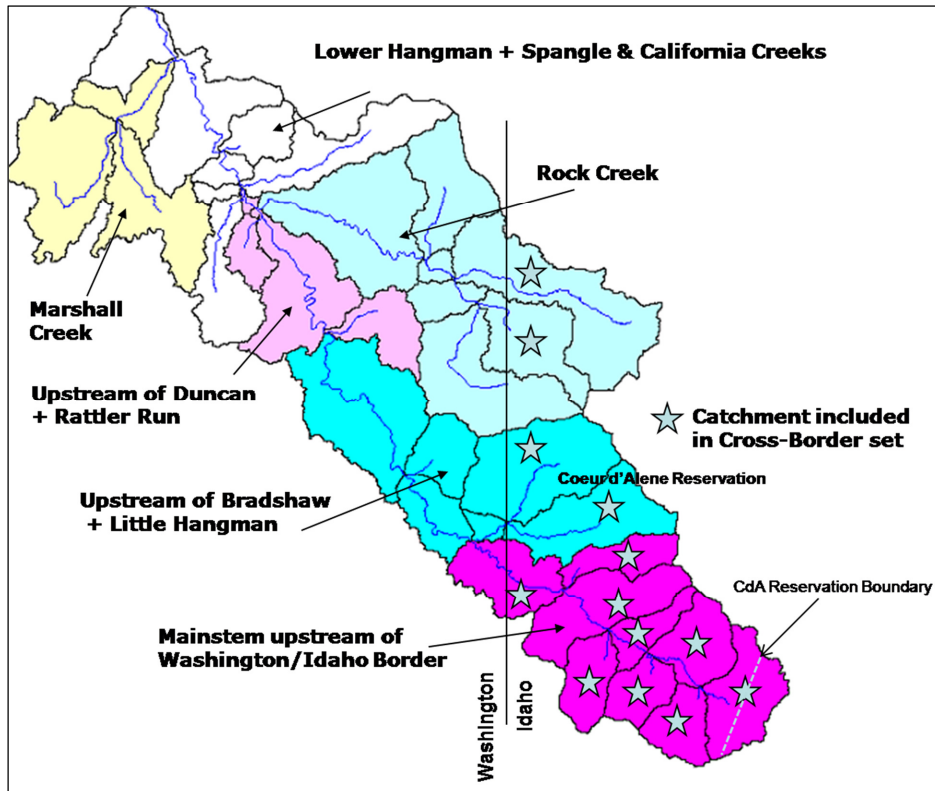 Lower Hangman + Spangle & California Creeks
Rock Creek
Marshall
Creek
Upstream of Duncan
+ Rattler Run
Catchment included
in Cross-Border set
Coeur d'Alene Reservation
Upstream of Bradshaw
+ Little Hangman
CdA Reservation Boundary
Mainstem upstream of
Washington/Idaho Border
Washington
Idaho